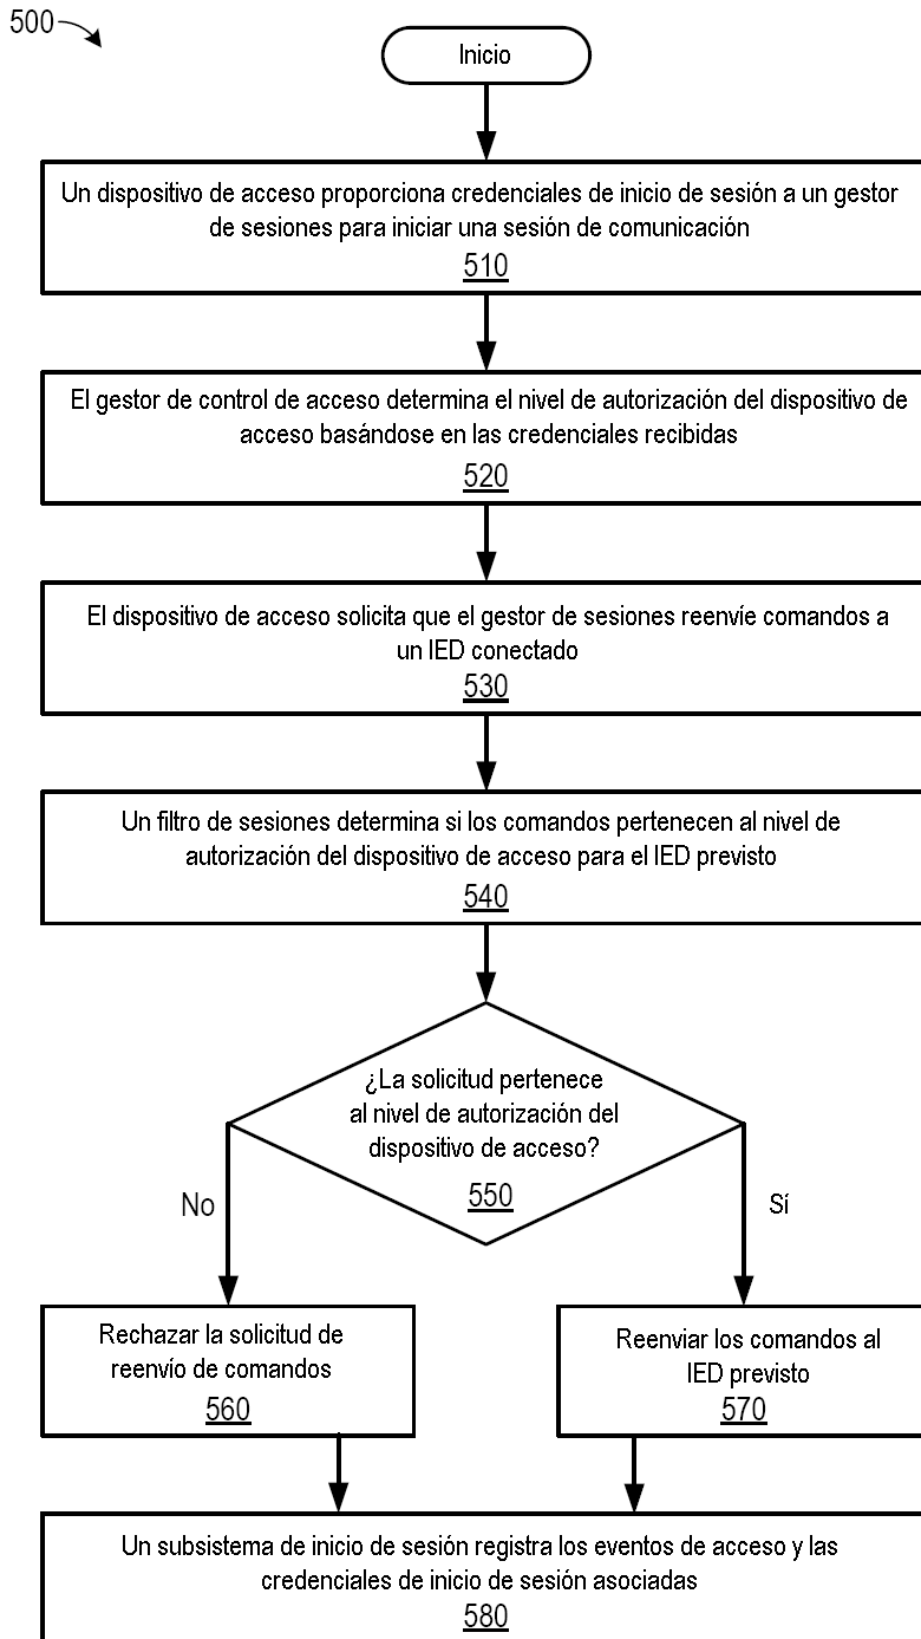 500
Inicio
Un dispositivo de acceso proporciona credenciales de inicio de sesión a un gestor
de sesiones para iniciar una sesión de comunicación
510
El gestor de control de acceso determina el nivel de autorización del dispositivo de
acceso basándose en las credenciales recibidas
520
El dispositivo de acceso solicita que el gestor de sesiones reenvíe comandos a
un IED conectado
530
Un filtro de sesiones determina si los comandos pertenecen al nivel de
autorización del dispositivo de acceso para el IED previsto
540
¿La solicitud pertenece
al nivel de autorización del
dispositivo de acceso?
550
No
Sí
Rechazar la solicitud de
reenvío de comandos
560
Reenviar los comandos al
IED previsto
570
Un subsistema de inicio de sesión registra los eventos de acceso y las
credenciales de inicio de sesión asociadas
580